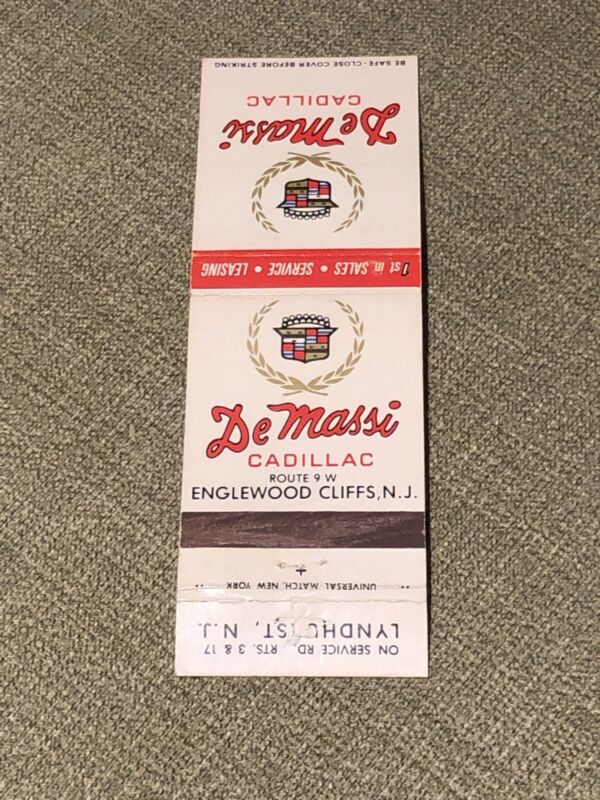 BE SAFE - CLOSE COVER BEFORE STRIKING
De Massi
CADILLAC
1st in SALES • SERVICE • LEASING
De Massi
CADILLAC
ROUTE 9 W
ENGLEWOOD CLIFFS, N.J.
UNIVERSAL MATCH, NEW YORK
ON SERVICE RD. RTS. 3 & 17
LYNDHURST, N.J.